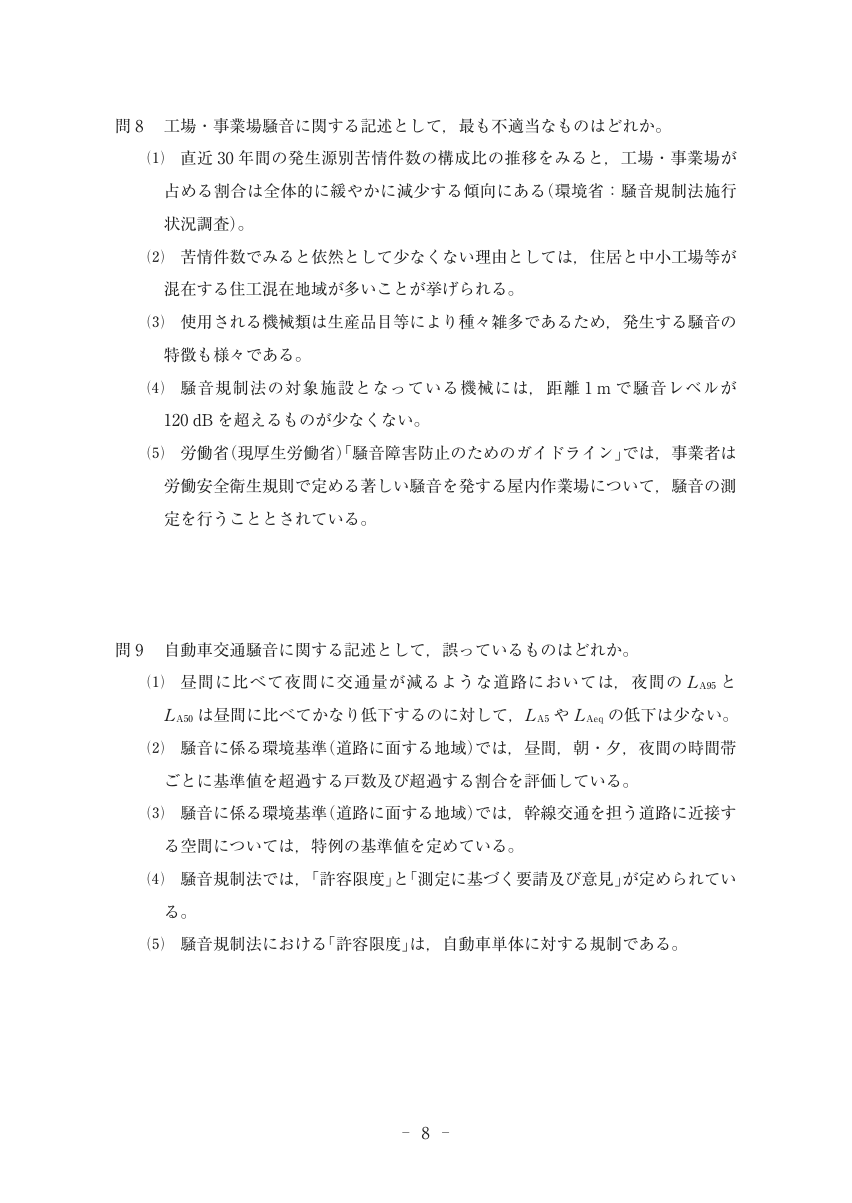 問８　工場・事業場騒音に関する記述として，最も不適当なものはどれか。
⑴　直近 30 年間の発生源別苦情件数の構成比の推移をみると，工場・事業場が
占める割合は全体的に緩やかに減少する傾向にある（環境省：騒音規制法施行
状況調査）。
⑵　苦情件数でみると依然として少なくない理由としては，住居と中小工場等が
混在する住工混在地域が多いことが挙げられる。
⑶　使用される機械類は生産品目等により種々雑多であるため，発生する騒音の
特徴も様々である。
⑷　騒音規制法の対象施設となっている機械には，距離 1 m で騒音レベルが
120 dB を超えるものが少なくない。
⑸　労働省（現厚生労働省）「騒音障害防止のためのガイドライン」では，事業者は
労働安全衛生規則で定める著しい騒音を発する屋内作業場について，騒音の測
定を行うこととされている。
問９　自動車交通騒音に関する記述として，誤っているものはどれか。
⑴　昼間に比べて夜間に交通量が減るような道路においては，夜間の LA95 と
LA50 は昼間に比べてかなり低下するのに対して，LA5 や LAeq の低下は少ない。
⑵　騒音に係る環境基準（道路に面する地域）では，昼間，朝・夕，夜間の時間帯
ごとに基準値を超過する戸数及び超過する割合を評価している。
⑶　騒音に係る環境基準（道路に面する地域）では，幹線交通を担う道路に近接す
る空間については，特例の基準値を定めている。
⑷　騒音規制法では，「許容限度」と「測定に基づく要請及び意見」が定められてい
る。
⑸　騒音規制法における「許容限度」は，自動車単体に対する規制である。
– 8 –